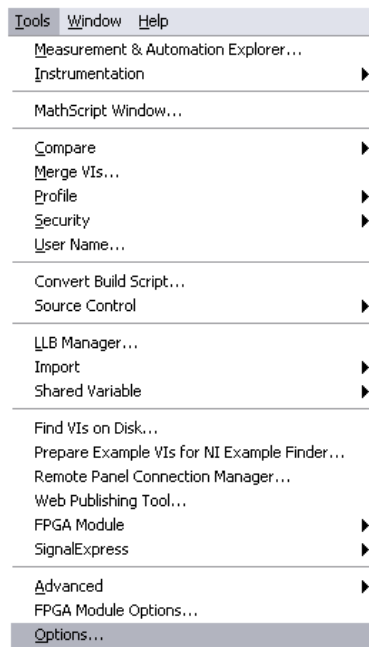 Tools Window Help
Measurement & Automation Explorer...
Instrumentation
MathScript Window...
Compare
Merge VIs...
Profile
Security
User Name...
Convert Build Script...
Source Control
LLB Manager...
Import
Shared Variable
Find VIs on Disk...
Prepare Example VIs for NI Example Finder...
Remote Panel Connection Manager...
Web Publishing Tool...
FPGA Module
SignalExpress
Advanced
FPGA Module Options...
Options...